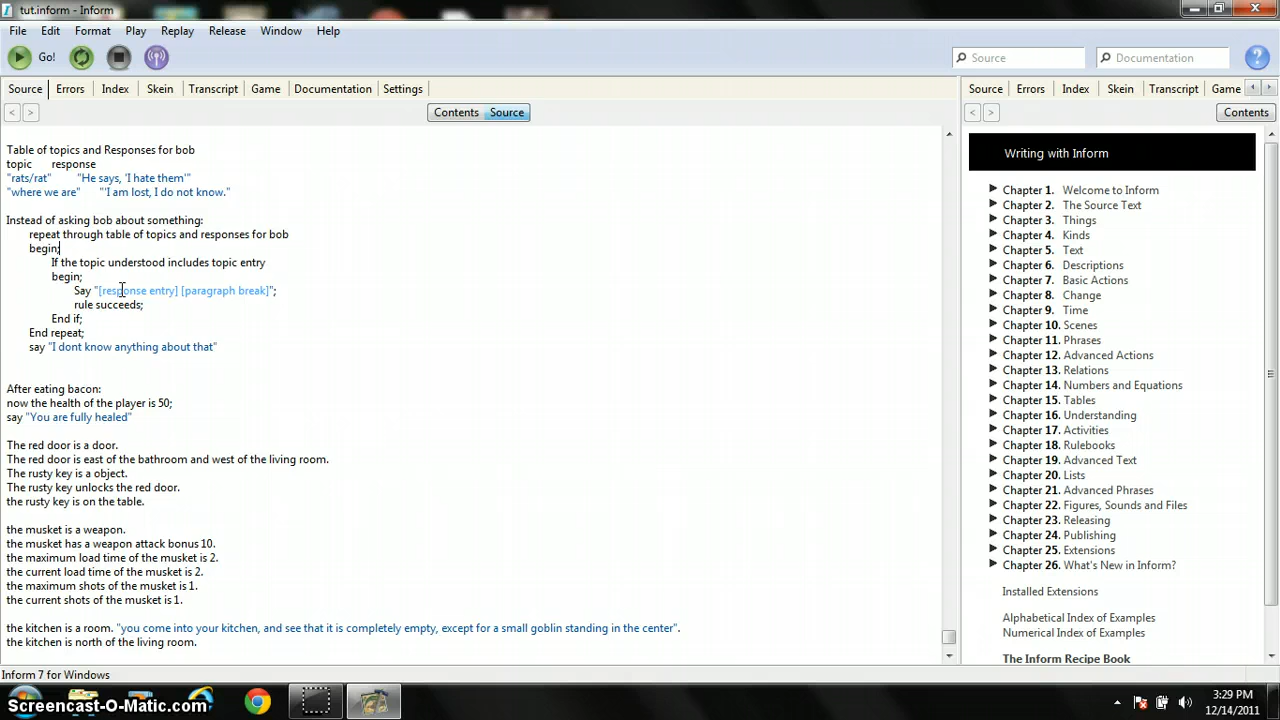 tut.inform - Inform
File Edit Format Play Replay Release Window Help
Go! Source Documentation
Source Errors Index Skein Transcript Game Documentation Settings
Source Errors Index Skein Transcript Game
< > Contents Source
< > Contents
Table of topics and Responses for bob
topic response
"rats/rat" "He says, 'I hate them'"
"where we are" "'I am lost, I do not know."
Instead of asking bob about something:
repeat through table of topics and responses for bob
begin;
If the topic understood includes topic entry
begin;
Say "[response entry] [paragraph break]";
rule succeeds;
End if;
End repeat;
say "I dont know anything about that"
After eating bacon:
now the health of the player is 50;
say "You are fully healed"
The red door is a door.
The red door is east of the bathroom and west of the living room.
The rusty key is a object.
The rusty key unlocks the red door.
the rusty key is on the table.
the musket is a weapon.
the musket has a weapon attack bonus 10.
the maximum load time of the musket is 2.
the current load time of the musket is 2.
the maximum shots of the musket is 1.
the current shots of the musket is 1.
the kitchen is a room. "you come into your kitchen, and see that it is completely empty, except for a small goblin standing in the center".
the kitchen is north of the living room.
Writing with Inform
Chapter 1. Welcome to Inform
Chapter 2. The Source Text
Chapter 3. Things
Chapter 4. Kinds
Chapter 5. Text
Chapter 6. Descriptions
Chapter 7. Basic Actions
Chapter 8. Change
Chapter 9. Time
Chapter 10. Scenes
Chapter 11. Phrases
Chapter 12. Advanced Actions
Chapter 13. Relations
Chapter 14. Numbers and Equations
Chapter 15. Tables
Chapter 16. Understanding
Chapter 17. Activities
Chapter 18. Rulebooks
Chapter 19. Advanced Text
Chapter 20. Lists
Chapter 21. Advanced Phrases
Chapter 22. Figures, Sounds and Files
Chapter 23. Releasing
Chapter 24. Publishing
Chapter 25. Extensions
Chapter 26. What's New in Inform?
Installed Extensions
Alphabetical Index of Examples
Numerical Index of Examples
The Inform Recipe Book
Inform 7 for Windows
Screencast-O-Matic.com
3:29 PM
12/14/2011